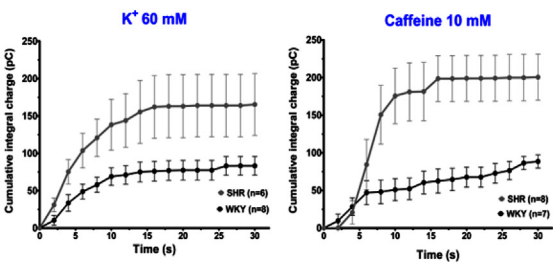 K⁺ 60 mM
Cumulative integral charge (pC)
250
200
150
100
50
0
0 5 10 15 20 25 30
Time (s)
SHR (n=6)
WKY (n=8)
Caffeine 10 mM
Cumulative integral charge (pC)
250
200
150
100
50
0
0 5 10 15 20 25 30
Time (s)
SHR (n=8)
WKY (n=7)